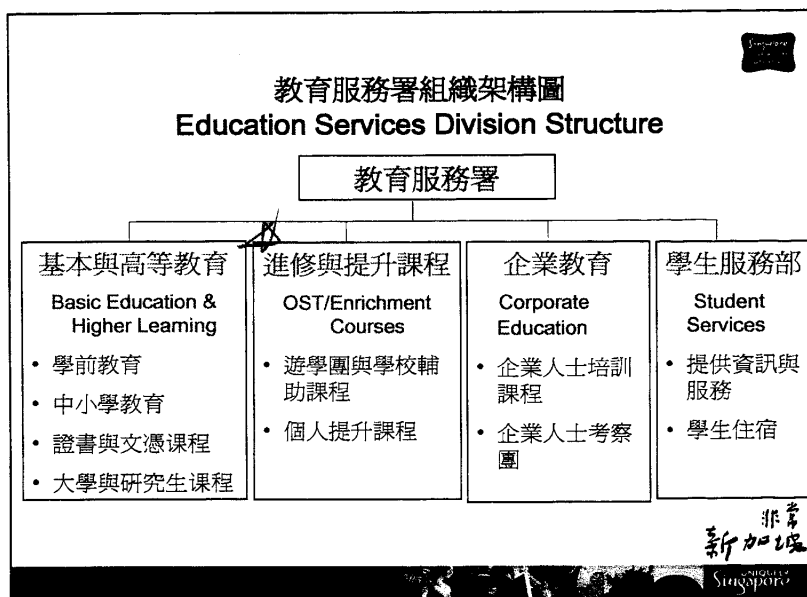 Singapore
教育服務署組織架構圖
Education Services Division Structure
教育服務署
基本與高等教育
Basic Education &
Higher Learning
• 學前教育
• 中小學教育
• 證書與文憑课程
• 大學與研究生课程
進修與提升課程
OST/Enrichment
Courses
• 遊學團與學校輔
助課程
• 個人提升課程
企業教育
Corporate
Education
• 企業人士培訓
課程
• 企業人士考察
團
學生服務部
Student
Services
• 提供資訊與
服務
• 學生住宿
非常
新加坡
UNIQUELY
Singapore